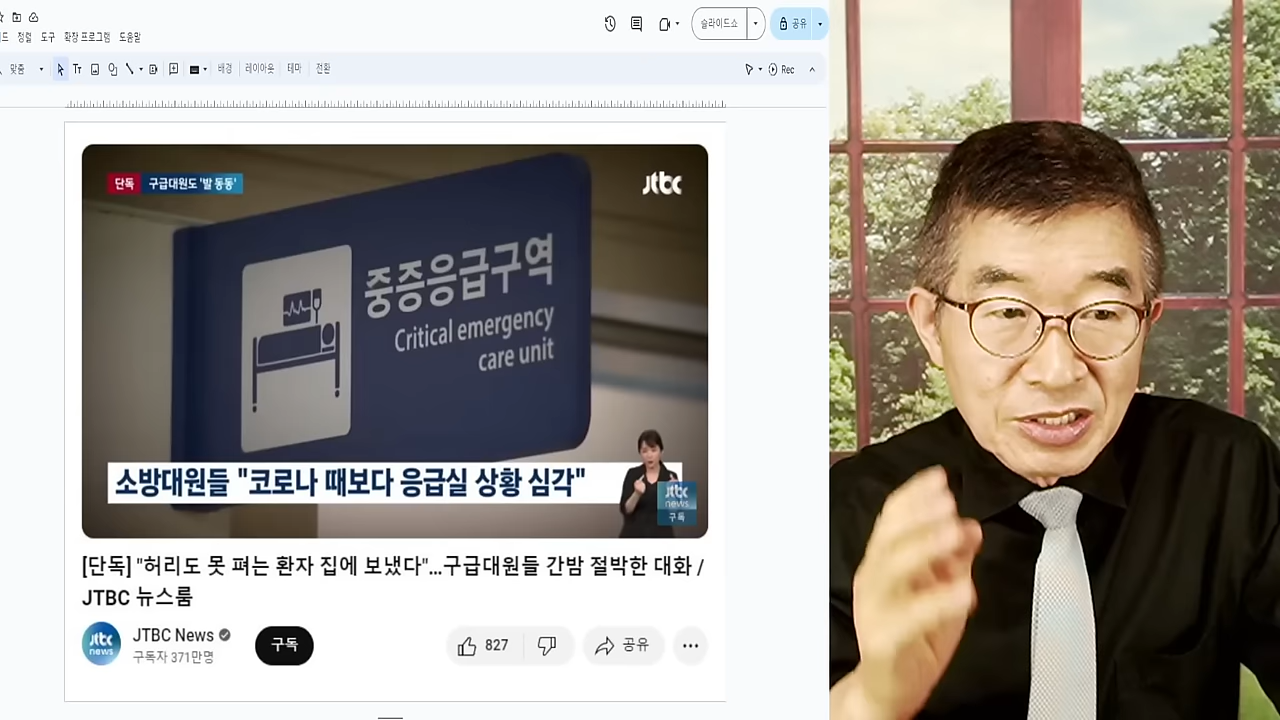 정렬 도구 확장 프로그램 도움말
슬라이드쇼
공유
맞춤
배경
레이아웃
테마
전환
Rec
단독 구급대원도 '발 동동'
jtbc
중증응급구역
Critical emergency
care unit
소방대원들 "코로나 때보다 응급실 상황 심각"
jtbc
news
구독
[단독] "허리도 못 펴는 환자 집에 보냈다"...구급대원들 간밤 절박한 대화 /
JTBC 뉴스룸
jtbc
news
JTBC News
구독자 371만명
구독
827
공유